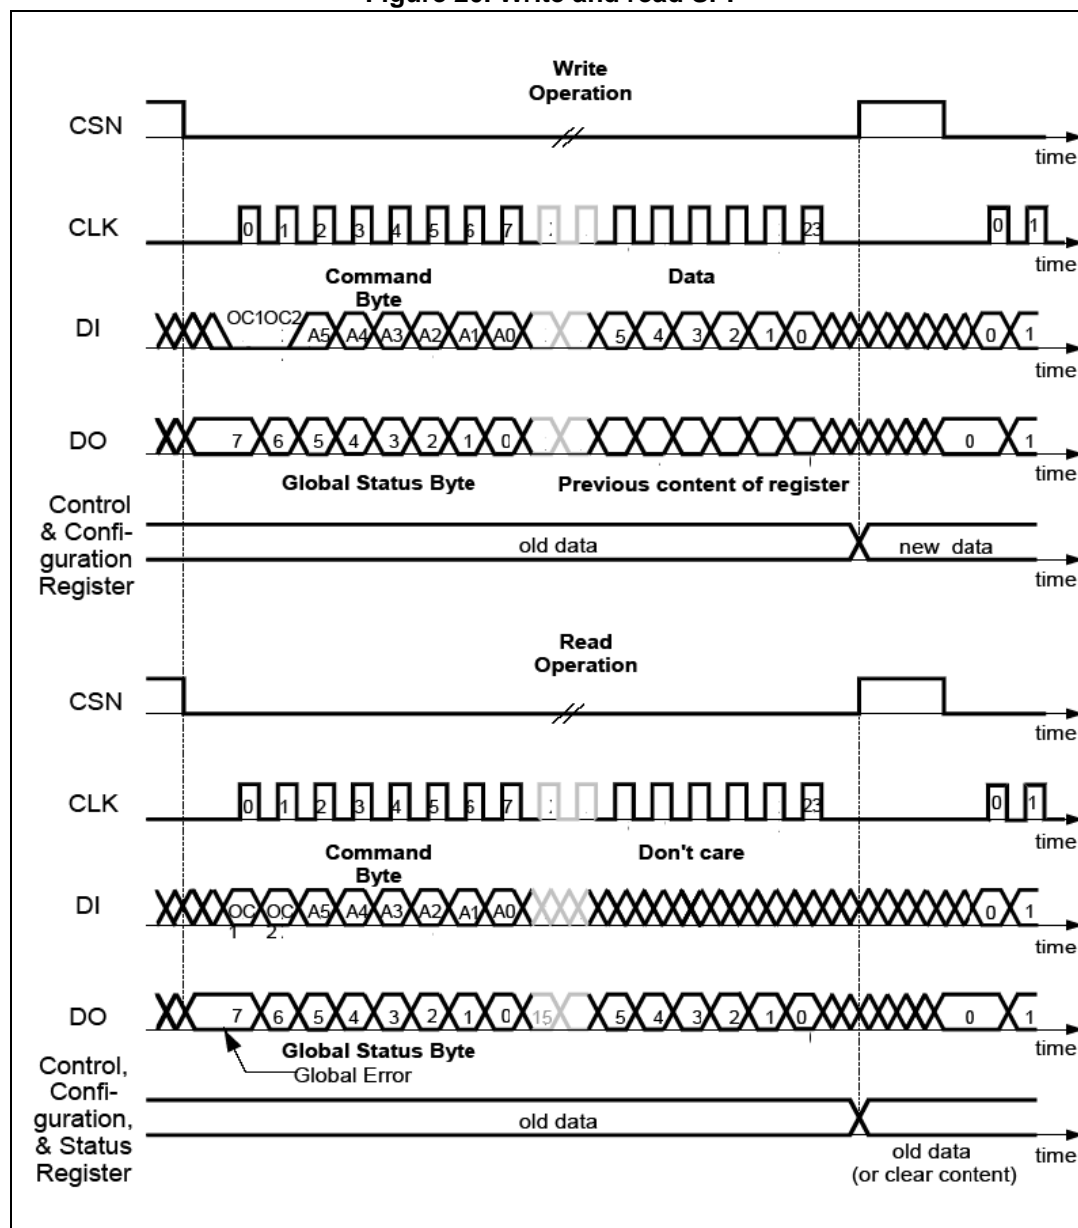 Write
Operation
CSN
time
CLK
0 1 2 3 4 5 6 7 23 0 1
time
Command
Byte
Data
DI
OC1OC2 A5 A4 A3 A2 A1 A0 5 4 3 2 1 0 0 1
time
DO
7 6 5 4 3 2 1 0 0 1
time
Global Status Byte
Previous content of register
Control
& Confi-
guration
Register
old data
new data
time
Read
Operation
CSN
time
CLK
0 1 2 3 4 5 6 7 23 0 1
time
Command
Byte
Don't care
DI
OC OC A5 A4 A3 A2 A1 A0 0 1
1 2
time
DO
7 6 5 4 3 2 1 0 15 5 4 3 2 1 0 0 1
time
Global Status Byte
Global Error
Control,
Confi-
guration,
& Status
Register
old data
old data
(or clear content)
time